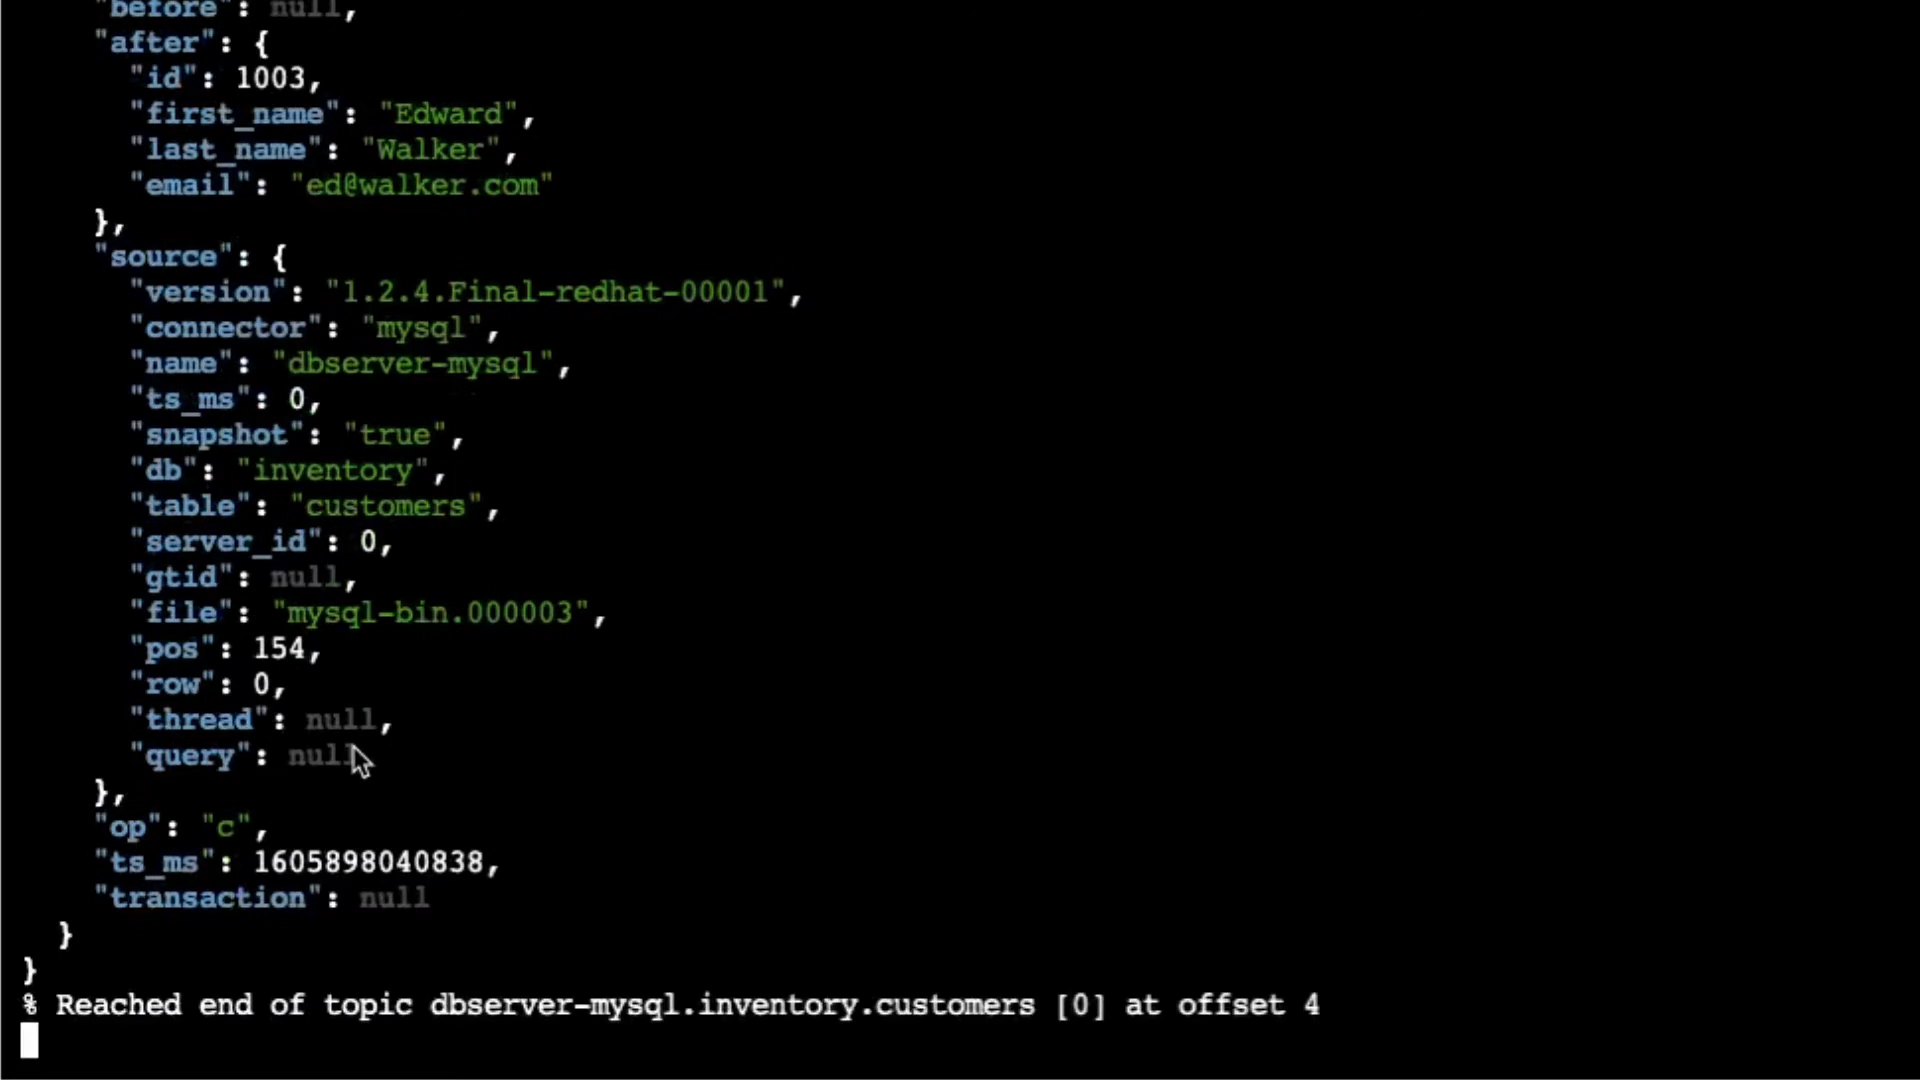 "before": null,
"after": {
"id": 1003,
"first_name": "Edward",
"last_name": "Walker",
"email": "ed@walker.com"
},
"source": {
"version": "1.2.4.Final-redhat-00001",
"connector": "mysql",
"name": "dbserver-mysql",
"ts_ms": 0,
"snapshot": "true",
"db": "inventory",
"table": "customers",
"server_id": 0,
"gtid": null,
"file": "mysql-bin.000003",
"pos": 154,
"row": 0,
"thread": null,
"query": null
},
"op": "c",
"ts_ms": 1605898040838,
"transaction": null
}
}
% Reached end of topic dbserver-mysql.inventory.customers [0] at offset 4